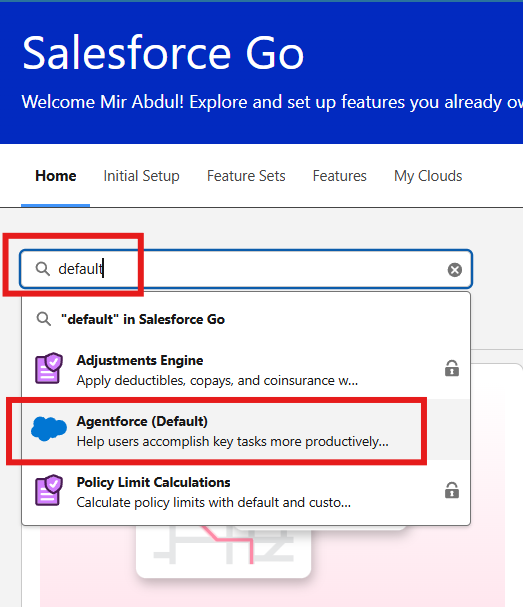 Salesforce Go
Welcome Mir Abdul! Explore and set up features you already
Home Initial Setup Feature Sets Features My Clouds
default
"default" in Salesforce Go
Adjustments Engine
Apply deductibles, copays, and coinsurance w...
Agentforce (Default)
Help users accomplish key tasks more productively...
Policy Limit Calculations
Calculate policy limits with default and custo...